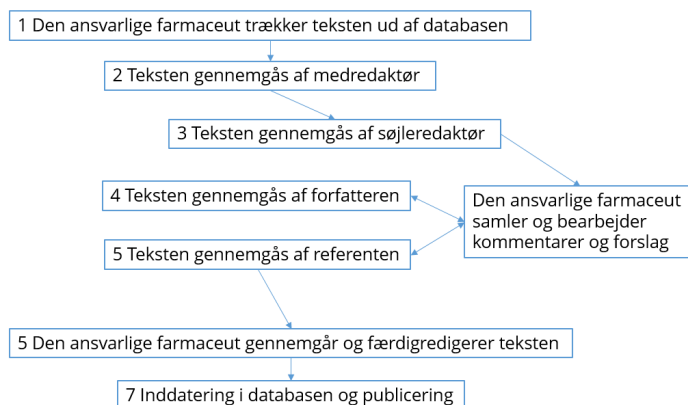 1 Den ansvarlige farmaceut trækker teksten ud af databasen
2 Teksten gennemgås af medredaktør
3 Teksten gennemgås af søjleredaktør
4 Teksten gennemgås af forfatteren
Den ansvarlige farmaceut
samler og bearbejder
kommentarer og forslag
5 Teksten gennemgås af referenten
5 Den ansvarlige farmaceut gennemgår og færdigredigerer teksten
7 Inddatering i databasen og publicering